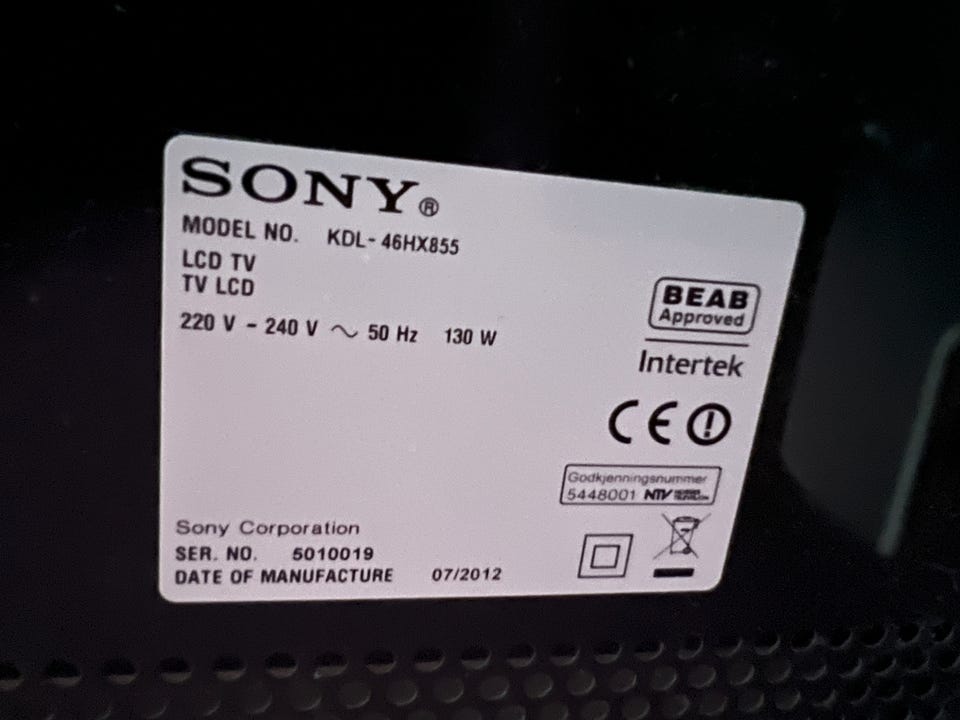 SONY®
MODEL NO. KDL-46HX855
LCD TV
TV LCD
220 V - 240 V ~ 50 Hz 130 W
BEAB
Approved
Intertek
CE
Godkjenningsnummer
5448001 NTV
Sony Corporation
SER. NO. 5010019
DATE OF MANUFACTURE 07/2012